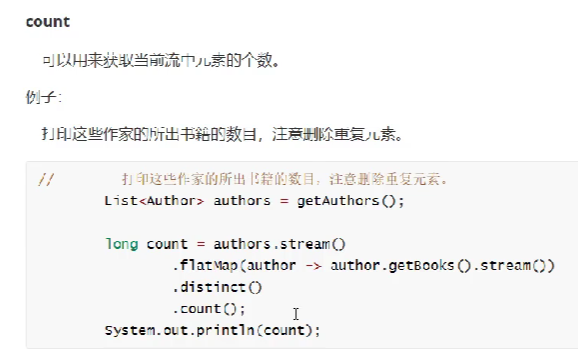 count
可以用来获取当前流中元素的个数。
例子：
打印这些作家的所出书籍的数目，注意删除重复元素。
//        打印这些作家的所出书籍的数目，注意删除重复元素。
List<Author> authors = getAuthors();
long count = authors.stream()
.flatMap(author -> author.getBooks().stream())
.distinct()
.count();
System.out.println(count);